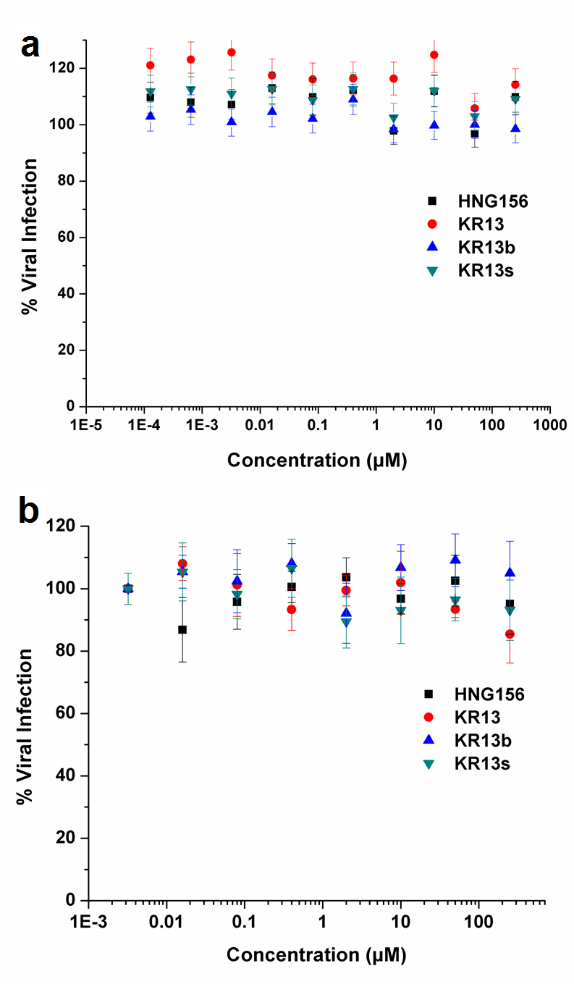 a
120
100
80
60
40
20
0
% Viral Infection
HNG156
KR13
KR13b
KR13s
1E-5 1E-4 1E-3 0.01 0.1 1 10 100 1000
Concentration (µM)
b
120
100
80
60
40
20
0
% Viral Infection
HNG156
KR13
KR13b
KR13s
1E-3 0.01 0.1 1 10 100
Concentration (µM)